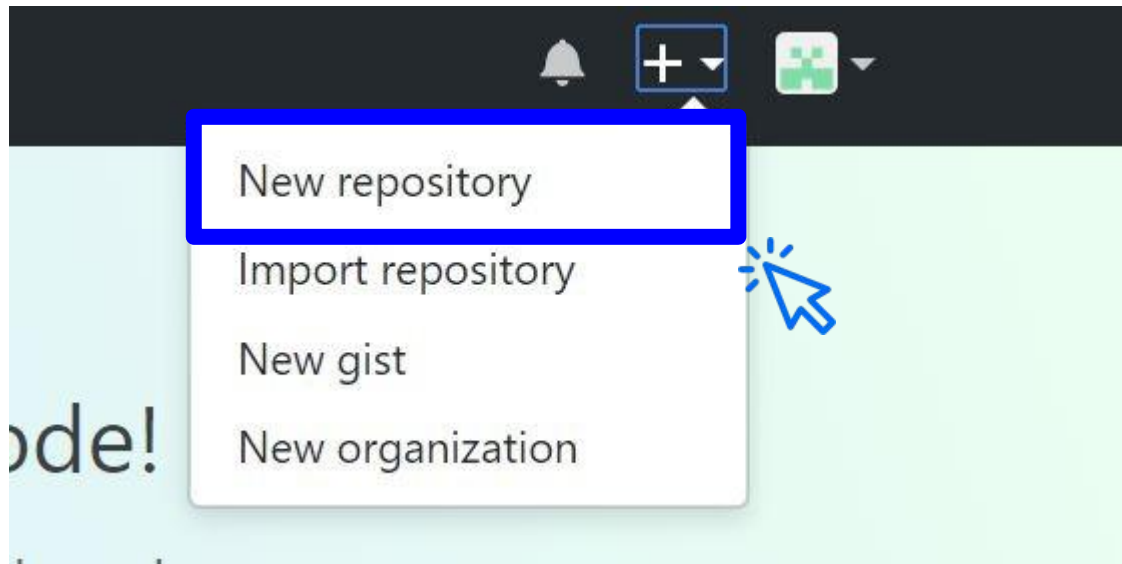 New repository
Import repository
New gist
ode!
New organization